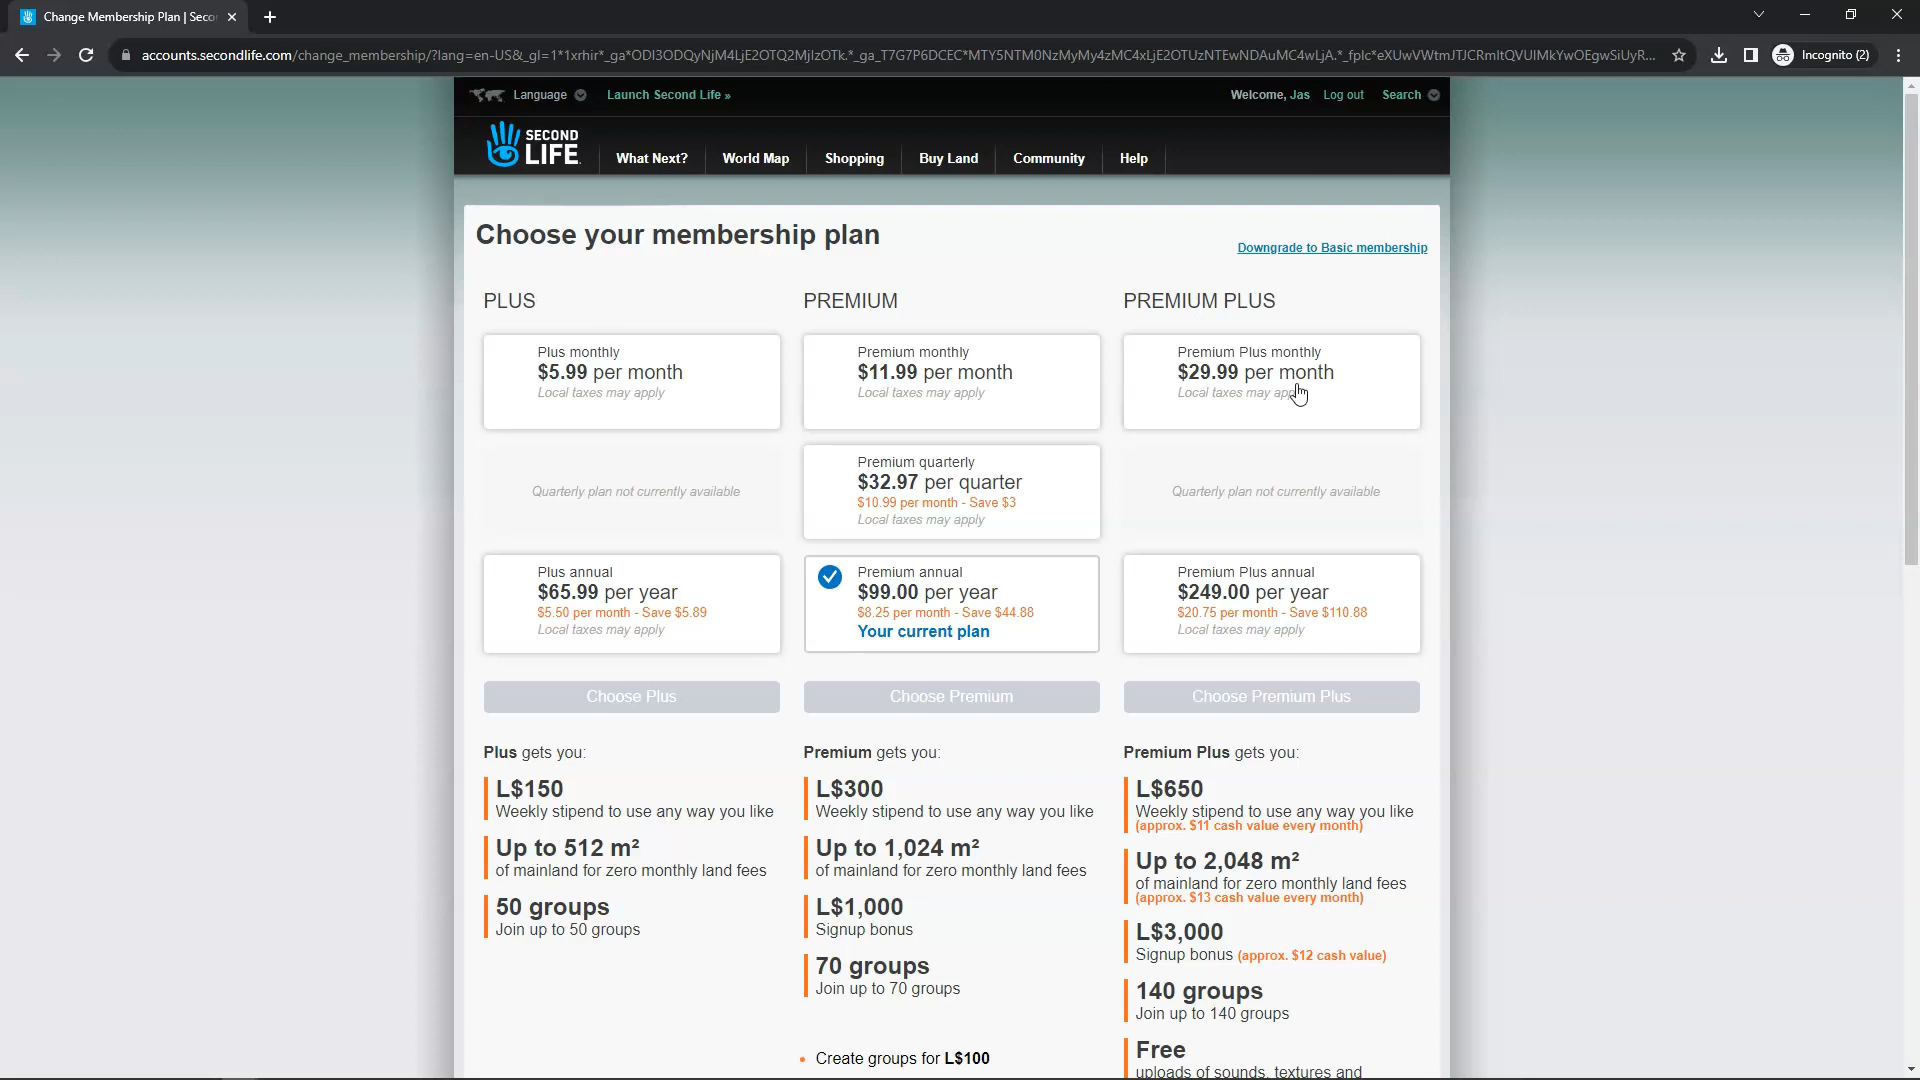 Change Membership Plan | Seco
accounts.secondlife.com/change_membership/?lang=en-US&_gl=1*1xrhir*_ga*ODI3ODQyNjM4LjE2OTQ2MjIzOTk.*_ga_T7G7P6DCEC*MTY5NTM0NzMyMy4zMC4xLjE2OTUzNTEwNDAuMC4wLjA.*_fplc*eXUwVWtmJTJCRmItQVUIMkYwOEgwSiUyR...
Incognito (2)
Language
Launch Second Life »
Welcome, Jas
Log out
Search
SECOND
LIFE
What Next?
World Map
Shopping
Buy Land
Community
Help
Choose your membership plan
Downgrade to Basic membership
PLUS
PREMIUM
PREMIUM PLUS
Plus monthly
$5.99 per month
Local taxes may apply
Premium monthly
$11.99 per month
Local taxes may apply
Premium Plus monthly
$29.99 per month
Local taxes may app
Quarterly plan not currently available
Premium quarterly
$32.97 per quarter
$10.99 per month - Save $3
Local taxes may apply
Quarterly plan not currently available
Plus annual
$65.99 per year
$5.50 per month - Save $5.89
Local taxes may apply
Premium annual
$99.00 per year
$8.25 per month - Save $44.88
Your current plan
Premium Plus annual
$249.00 per year
$20.75 per month - Save $110.88
Local taxes may apply
Choose Plus
Choose Premium
Choose Premium Plus
Plus gets you:
L$150
Weekly stipend to use any way you like
Up to 512 m²
of mainland for zero monthly land fees
50 groups
Join up to 50 groups
Premium gets you:
L$300
Weekly stipend to use any way you like
Up to 1,024 m²
of mainland for zero monthly land fees
L$1,000
Signup bonus
70 groups
Join up to 70 groups
• Create groups for L$100
Premium Plus gets you:
L$650
Weekly stipend to use any way you like
(approx. $11 cash value every month)
Up to 2,048 m²
of mainland for zero monthly land fees
(approx. $13 cash value every month)
L$3,000
Signup bonus (approx. $12 cash value)
140 groups
Join up to 140 groups
Free
uploads of sounds, textures and